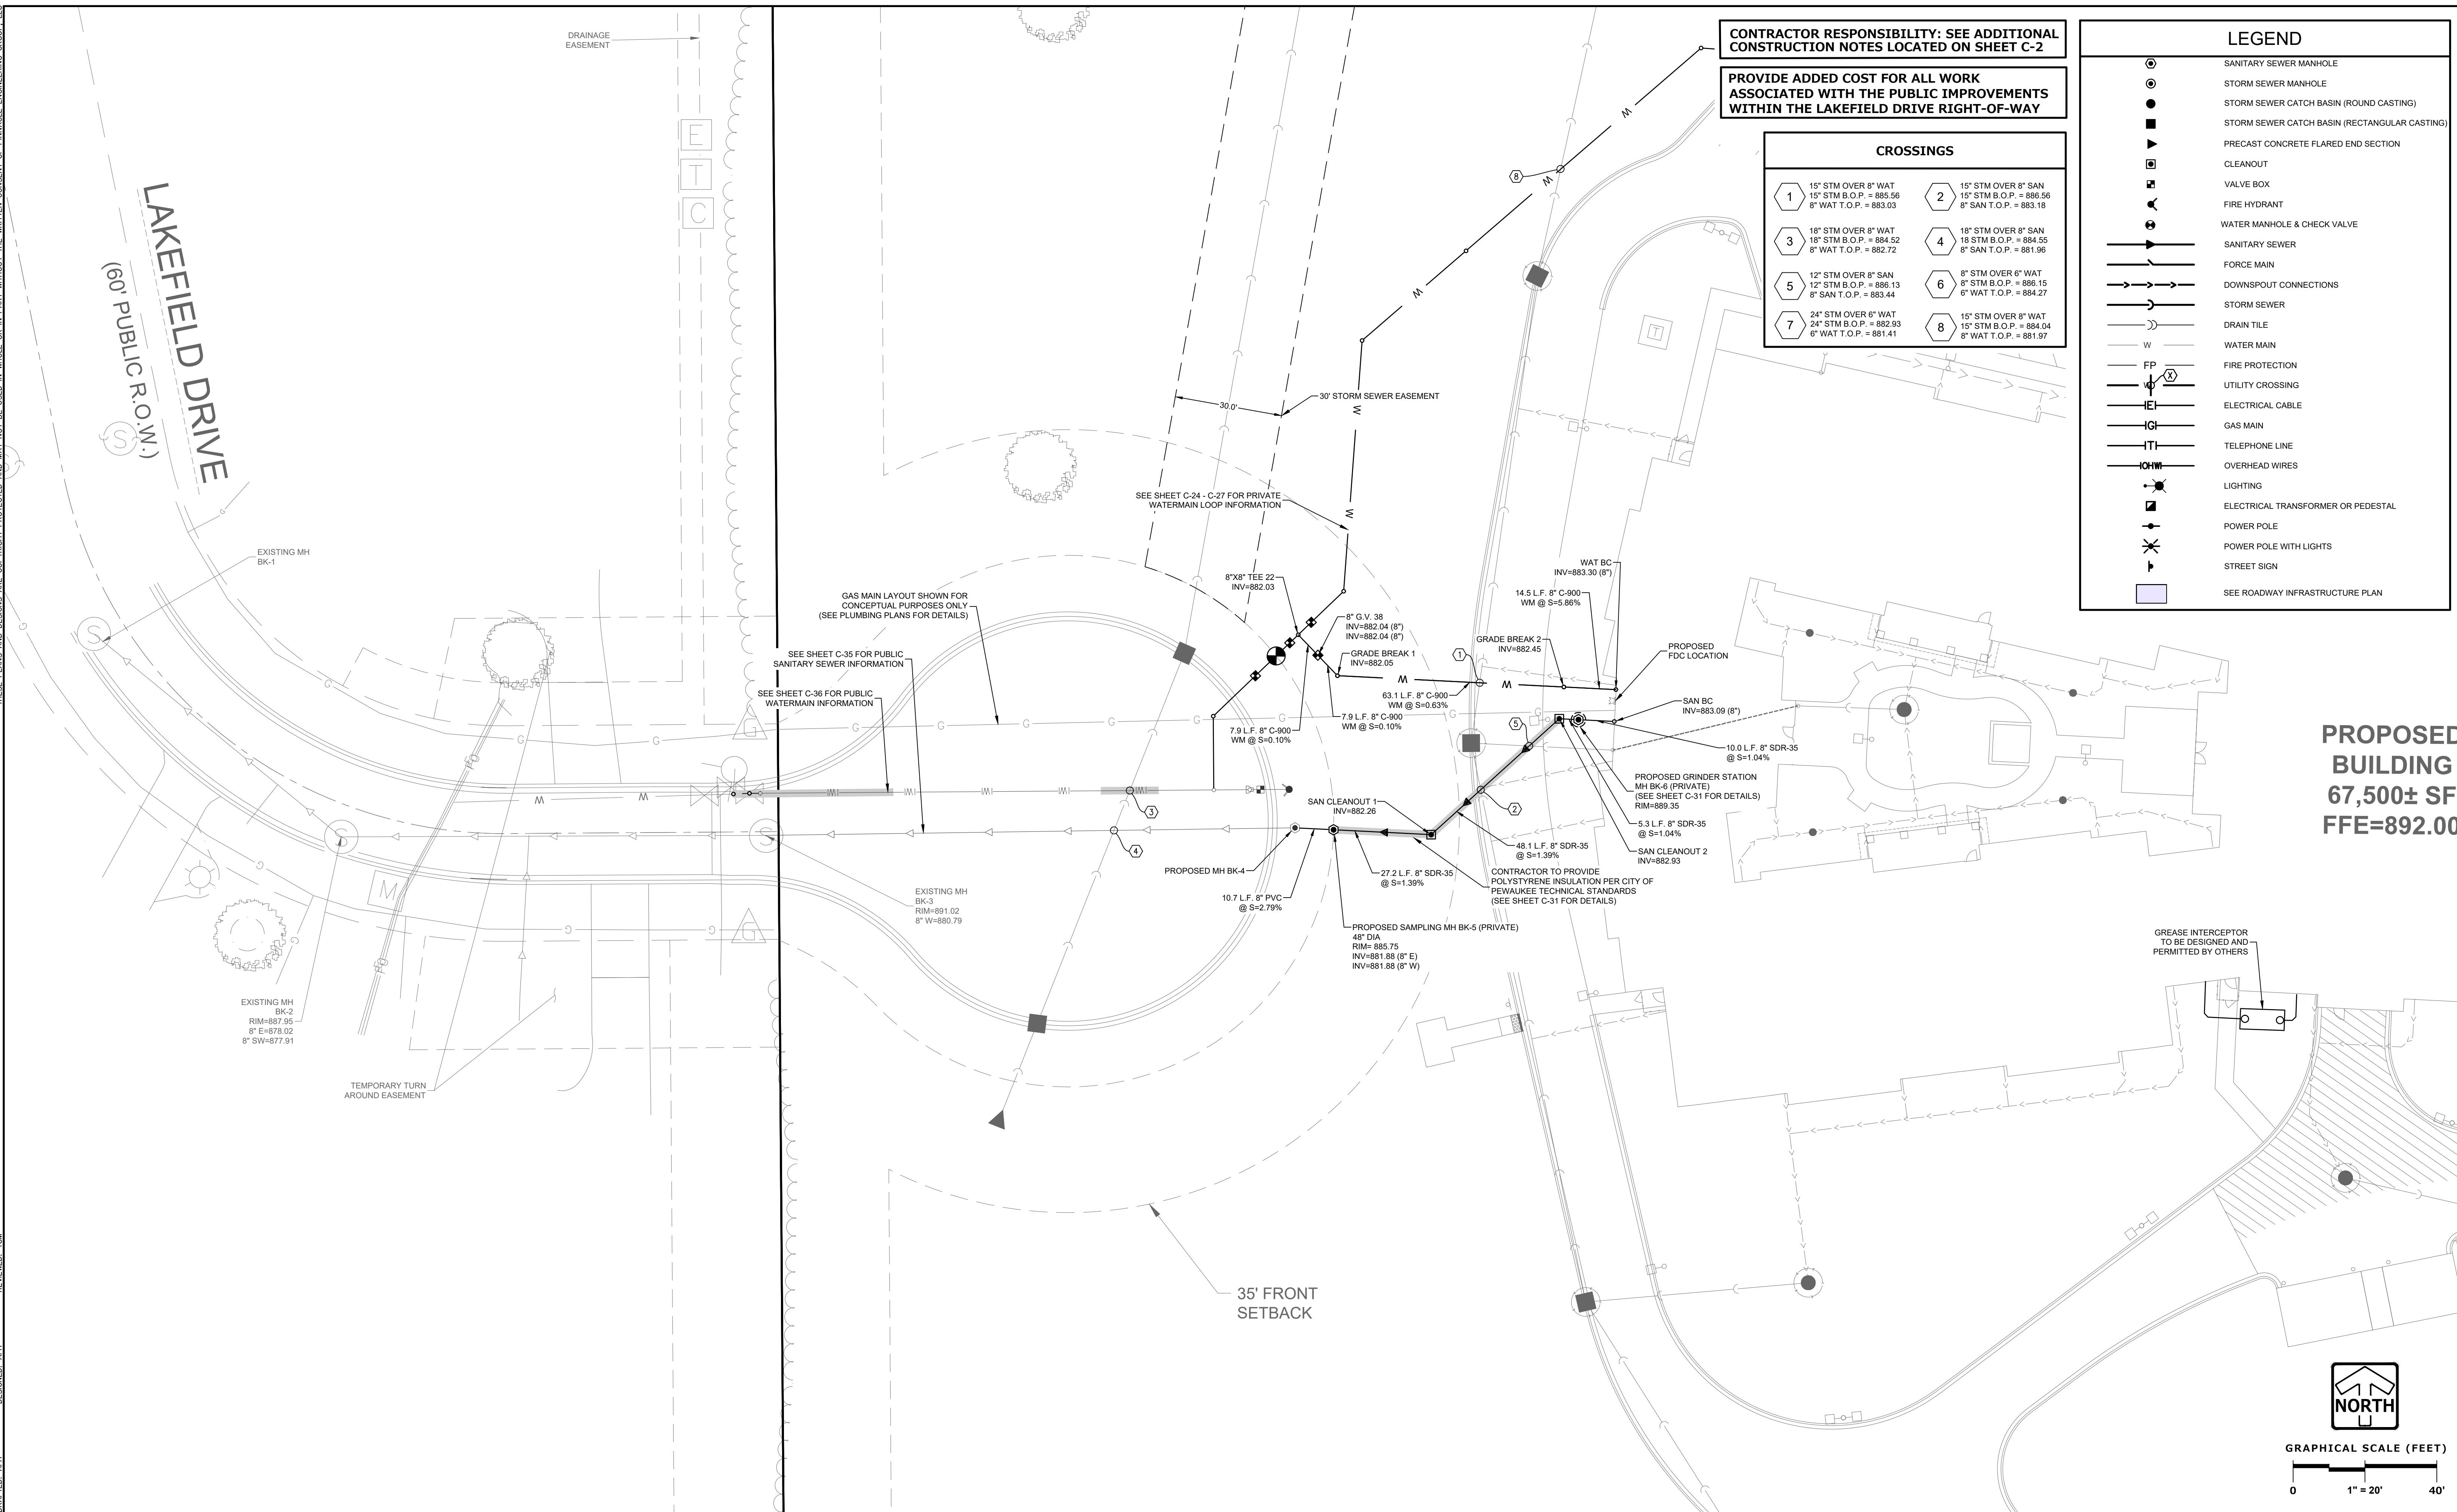 DRAINAGE
EASEMENT
E
T
C
LAKEFIELD DRIVE
(60' PUBLIC R.O.W.)
CONTRACTOR RESPONSIBILITY: SEE ADDITIONAL
CONSTRUCTION NOTES LOCATED ON SHEET C-2
PROVIDE ADDED COST FOR ALL WORK
ASSOCIATED WITH THE PUBLIC IMPROVEMENTS
WITHIN THE LAKEFIELD DRIVE RIGHT-OF-WAY
CROSSINGS
1
15" STM OVER 8" WAT
15" STM B.O.P. = 885.56
8" WAT T.O.P. = 883.03
2
15" STM OVER 8" SAN
15" STM B.O.P. = 886.56
8" SAN T.O.P. = 883.18
3
18" STM OVER 8" WAT
18" STM B.O.P. = 884.52
8" WAT T.O.P. = 882.72
4
18" STM OVER 8" SAN
18 STM B.O.P. = 884.55
8" SAN T.O.P. = 881.96
5
12" STM OVER 8" SAN
12" STM B.O.P. = 886.13
8" SAN T.O.P. = 883.44
6
8" STM OVER 6" WAT
8" STM B.O.P. = 886.15
6" WAT T.O.P. = 884.27
7
24" STM OVER 6" WAT
24" STM B.O.P. = 882.93
6" WAT T.O.P. = 881.41
8
15" STM OVER 8" WAT
15" STM B.O.P. = 884.04
8" WAT T.O.P. = 881.97
LEGEND
SANITARY SEWER MANHOLE
STORM SEWER MANHOLE
STORM SEWER CATCH BASIN (ROUND CASTING)
STORM SEWER CATCH BASIN (RECTANGULAR CASTING)
PRECAST CONCRETE FLARED END SECTION
CLEANOUT
VALVE BOX
FIRE HYDRANT
WATER MANHOLE & CHECK VALVE
SANITARY SEWER
FORCE MAIN
DOWNSPOUT CONNECTIONS
STORM SEWER
DRAIN TILE
W WATER MAIN
FP FIRE PROTECTION
X UTILITY CROSSING
E ELECTRICAL CABLE
G GAS MAIN
T TELEPHONE LINE
OHW OVERHEAD WIRES
LIGHTING
ELECTRICAL TRANSFORMER OR PEDESTAL
POWER POLE
POWER POLE WITH LIGHTS
STREET SIGN
SEE ROADWAY INFRASTRUCTURE PLAN
8
T
30.0'
30' STORM SEWER EASEMENT
SEE SHEET C-24 - C-27 FOR PRIVATE
WATERMAIN LOOP INFORMATION
EXISTING MH
BK-1
GAS MAIN LAYOUT SHOWN FOR
CONCEPTUAL PURPOSES ONLY
(SEE PLUMBING PLANS FOR DETAILS)
8"X8" TEE 22
INV=882.03
8" G.V. 38
INV=882.04 (8")
INV=882.04 (8")
GRADE BREAK 1
INV=882.05
WAT BC
INV=883.30 (8")
14.5 L.F. 8" C-900
WM @ S=5.86%
GRADE BREAK 2
INV=882.45
1
PROPOSED
FDC LOCATION
SEE SHEET C-35 FOR PUBLIC
SANITARY SEWER INFORMATION
SEE SHEET C-36 FOR PUBLIC
WATERMAIN INFORMATION
63.1 L.F. 8" C-900
WM @ S=0.63%
7.9 L.F. 8" C-900
WM @ S=0.10%
7.9 L.F. 8" C-900
WM @ S=0.10%
SAN BC
INV=883.09 (8")
5
10.0 L.F. 8" SDR-35
@ S=1.04%
PROPOSED GRINDER STATION
MH BK-6 (PRIVATE)
(SEE SHEET C-31 FOR DETAILS)
RIM=889.35
5.3 L.F. 8" SDR-35
@ S=1.04%
SAN CLEANOUT 2
INV=882.93
SAN CLEANOUT 1
INV=882.26
2
3
4
48.1 L.F. 8" SDR-35
@ S=1.39%
PROPOSED MH BK-4
27.2 L.F. 8" SDR-35
@ S=1.39%
CONTRACTOR TO PROVIDE
POLYSTYRENE INSULATION PER CITY OF
PEWAUKEE TECHNICAL STANDARDS
(SEE SHEET C-31 FOR DETAILS)
10.7 L.F. 8" PVC
@ S=2.79%
PROPOSED SAMPLING MH BK-5 (PRIVATE)
48" DIA
RIM= 885.75
INV=881.88 (8" E)
INV=881.88 (8" W)
EXISTING MH
BK-3
RIM=891.02
8" W=880.79
M
EXISTING MH
BK-2
RIM=887.95
8" E=878.02
8" SW=877.91
TEMPORARY TURN
AROUND EASEMENT
PROPOSED
BUILDING
67,500± SF
FFE=892.00
GREASE INTERCEPTOR
TO BE DESIGNED AND
PERMITTED BY OTHERS
35' FRONT
SETBACK
NORTH
GRAPHICAL SCALE (FEET)
0 1" = 20' 40'